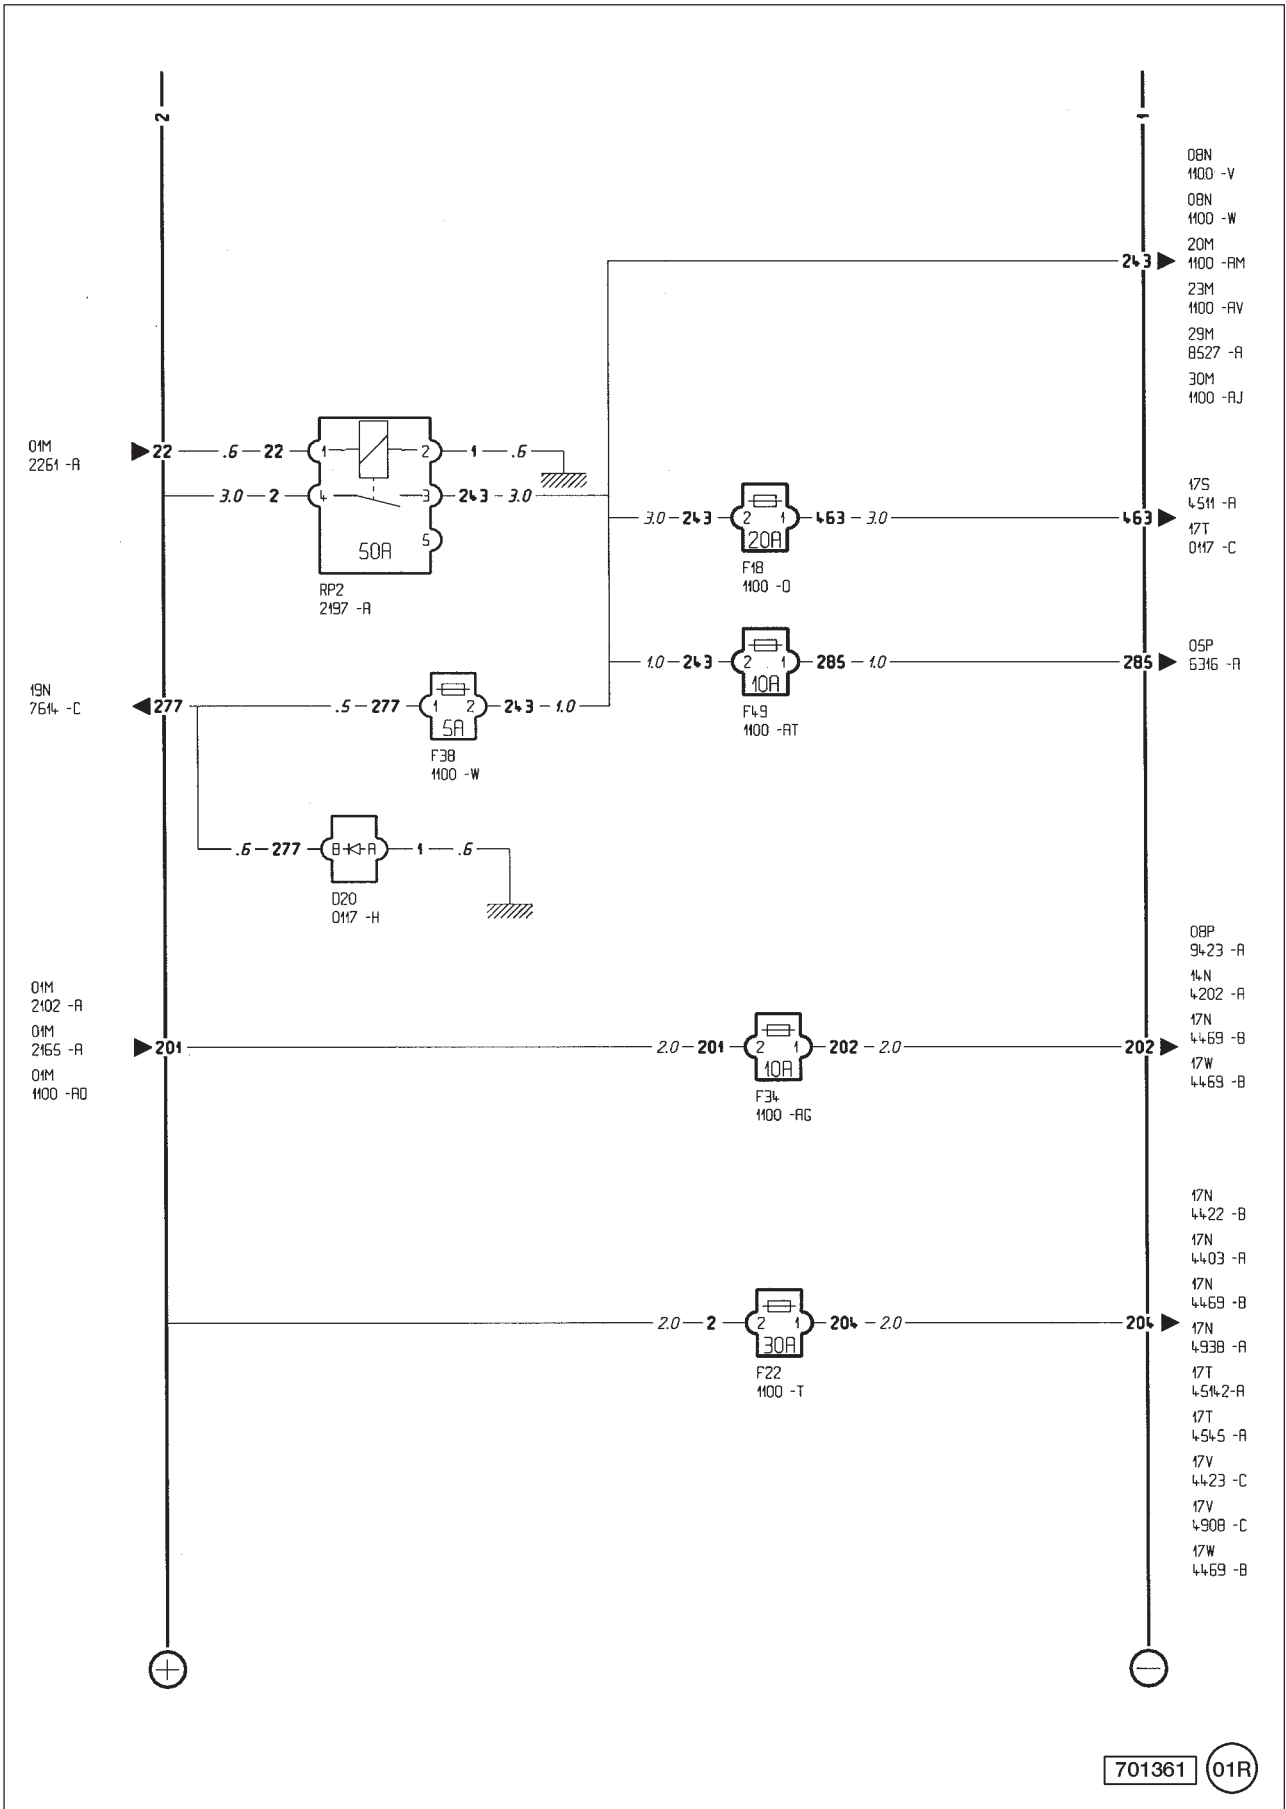 2
1
08N
1100 -V
08N
1100 -W
20M
1100 -AM
243
23M
1100 -AV
29M
8527 -A
30M
1100 -AJ
01M
2261 -A
22 .6 22 1 2 1 .6
3.0 2 4 3 243 3.0
5
50A
RP2
2197 -A
3.0 243 2 1 463 3.0 463
20A
F18
1100 -O
17S
4511 -A
17T
0117 -C
1.0 243 2 1 285 1.0 285
10A
F49
1100 -AT
05P
6316 -A
19N
7614 -C
277 .5 277 1 2 243 1.0
5A
F38
1100 -W
.6 277 B A 1 .6
D20
0117 -H
01M
2102 -A
01M
2165 -A
01M
1100 -AO
201 2.0 201 2 1 202 2.0 202
10A
F34
1100 -AG
08P
9423 -A
14N
4202 -A
17N
4469 -B
17W
4469 -B
2.0 2 2 1 204 2.0 204
30A
F22
1100 -T
17N
4422 -B
17N
4403 -A
17N
4469 -B
17N
4938 -A
17T
45142-A
17T
4545 -A
17V
4423 -C
17V
4908 -C
17W
4469 -B
+
−
701361
01R